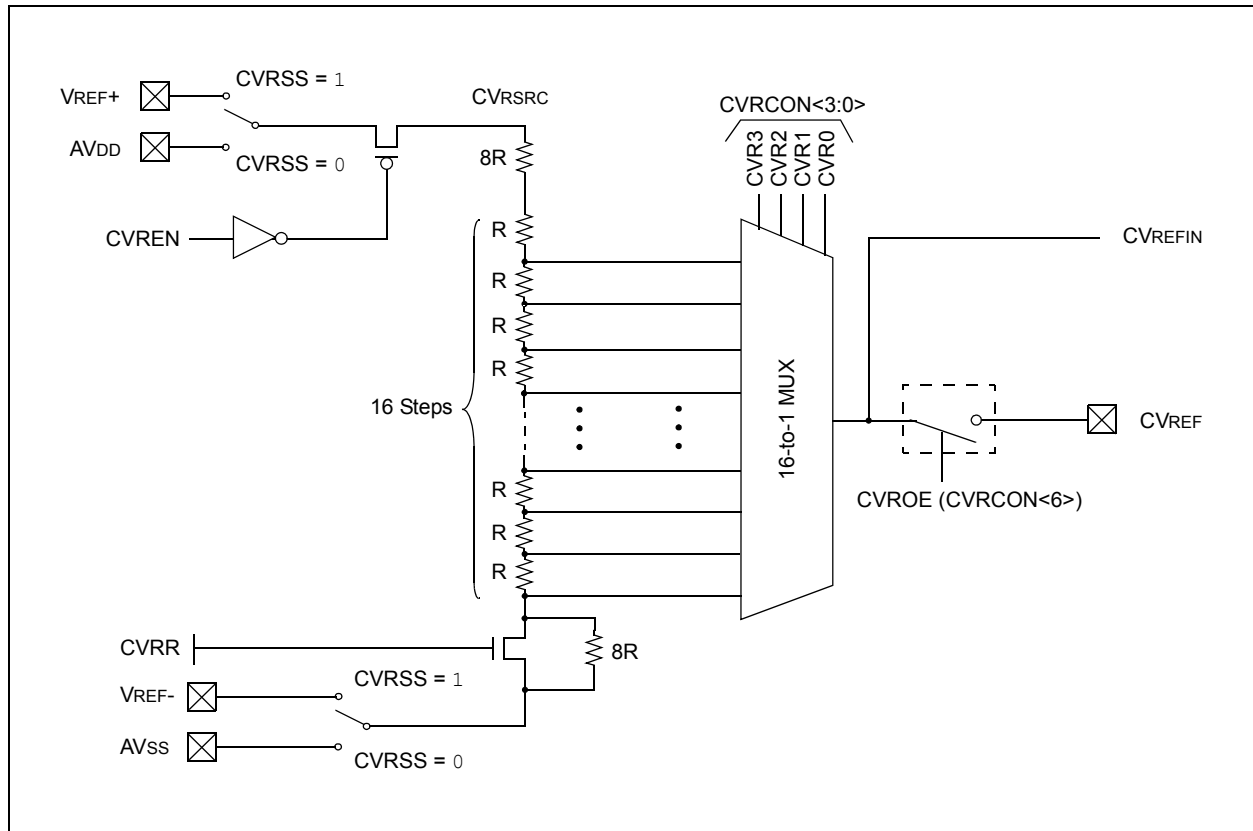 VREF+
CVRSS = 1
AVDD
CVRSS = 0
CVRSRC
8R
CVREN
R
R
R
R
16 Steps
R
R
R
CVRCON<3:0>
CVR3
CVR2
CVR1
CVR0
16-to-1 MUX
CVREFIN
CVREF
CVROE (CVRCON<6>)
CVRR
8R
VREF-
CVRSS = 1
AVSS
CVRSS = 0